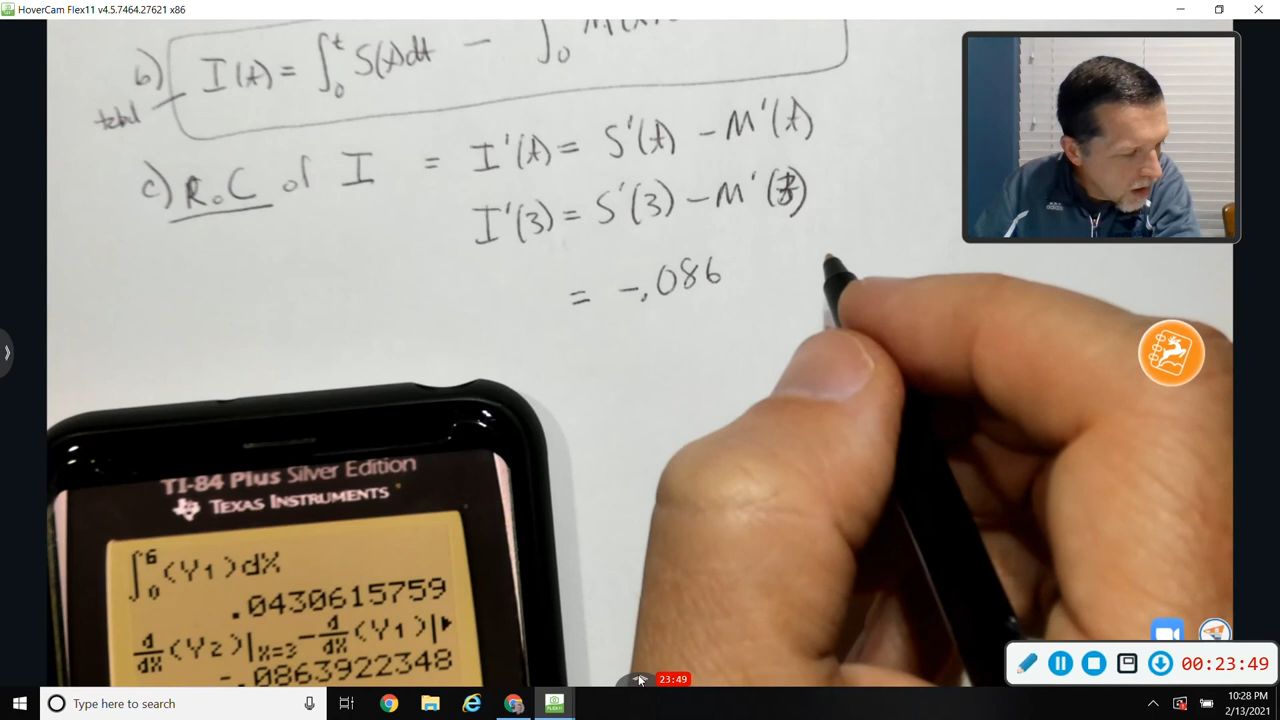 HoverCam Flex11 v4.5.7464.27621 x86
b) I(t) = ∫₀ᵗ S(t)dt − ∫₀
total
c) R.o.C of I = I'(t) = S'(t) − M'(t)
I'(3) = S'(3) − M'(3)
= -.086
TI-84 Plus Silver Edition
TEXAS INSTRUMENTS
∫₀⁶(Y₁)dX
.0430615759
d/dX(Y₂)|X=3 - d/dX(Y₁)|
-.0863922348
00:23:49
23:49
FLEX11
Type here to search
10:28 PM
2/13/2021